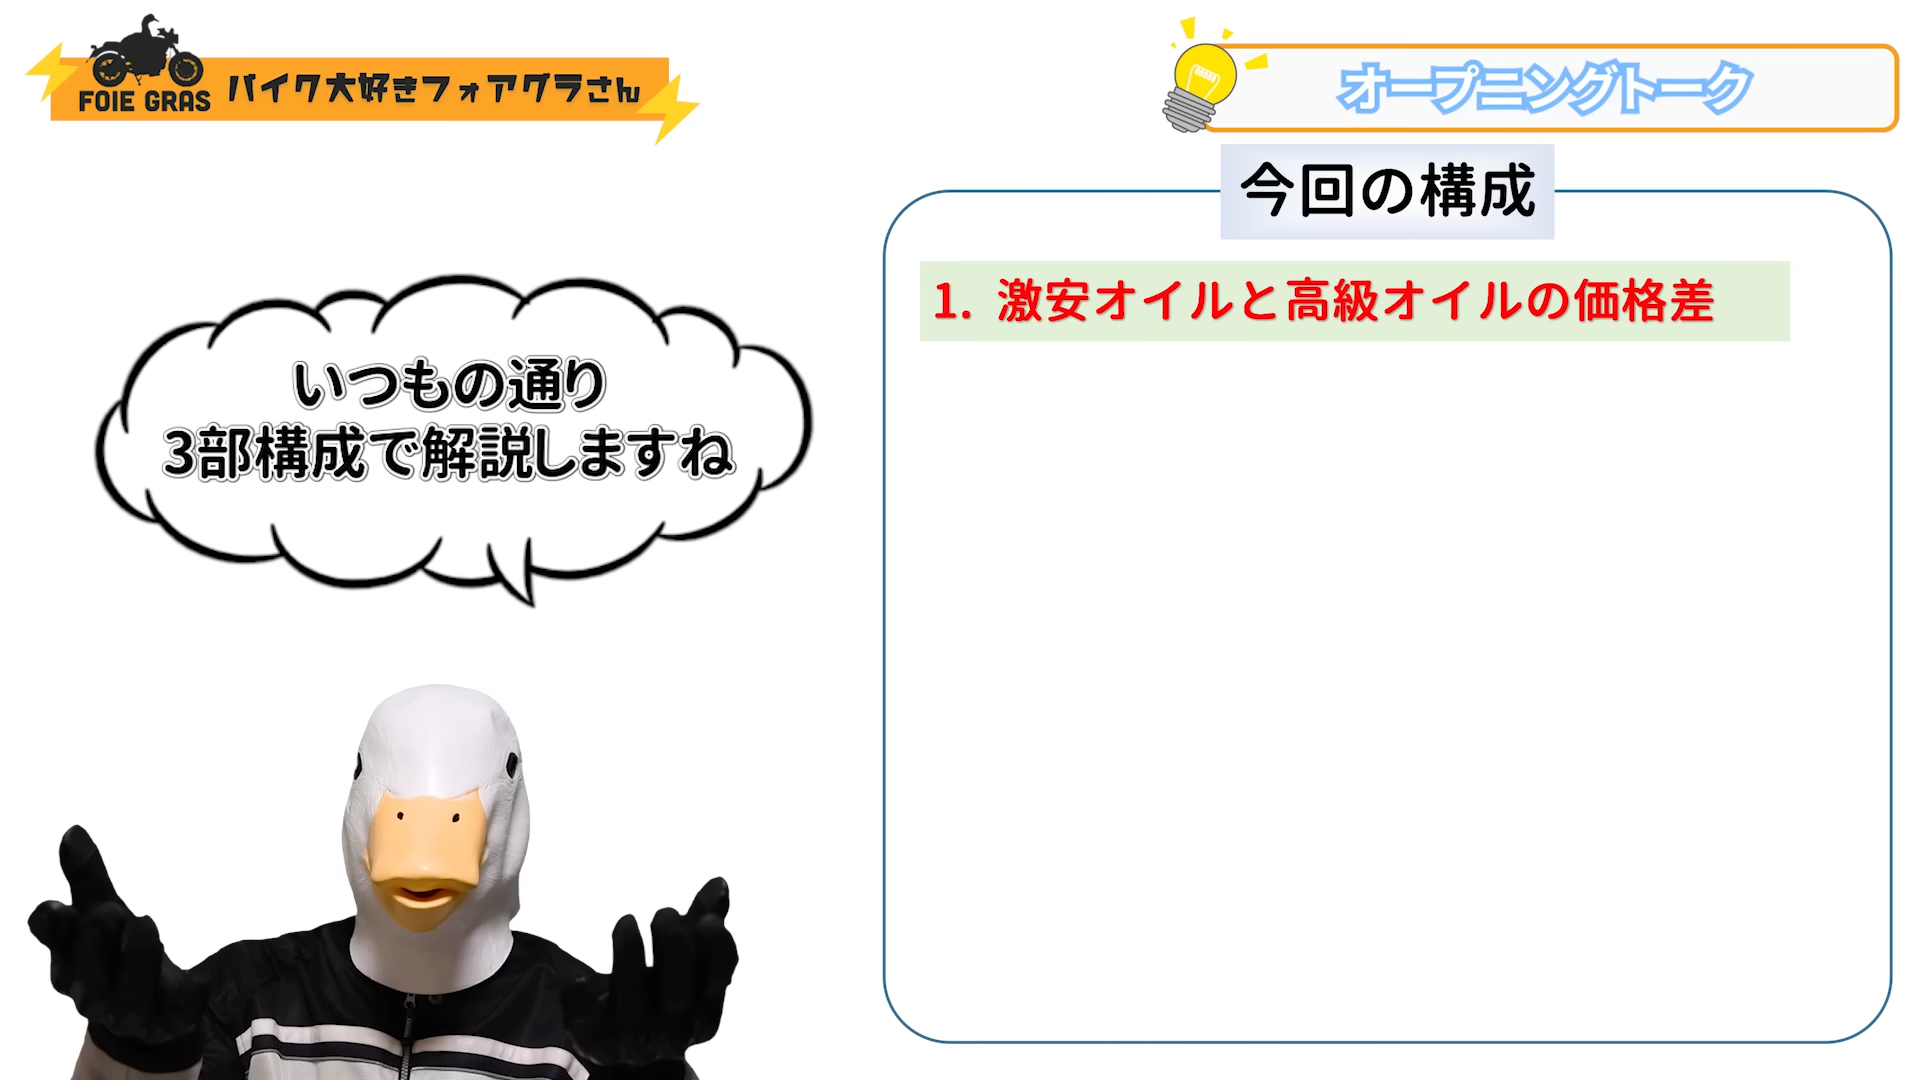 FOIE GRAS
バイク大好きフォアグラさん
オープニングトーク
今回の構成
1. 激安オイルと高級オイルの価格差
いつもの通り
3部構成で解説しますね